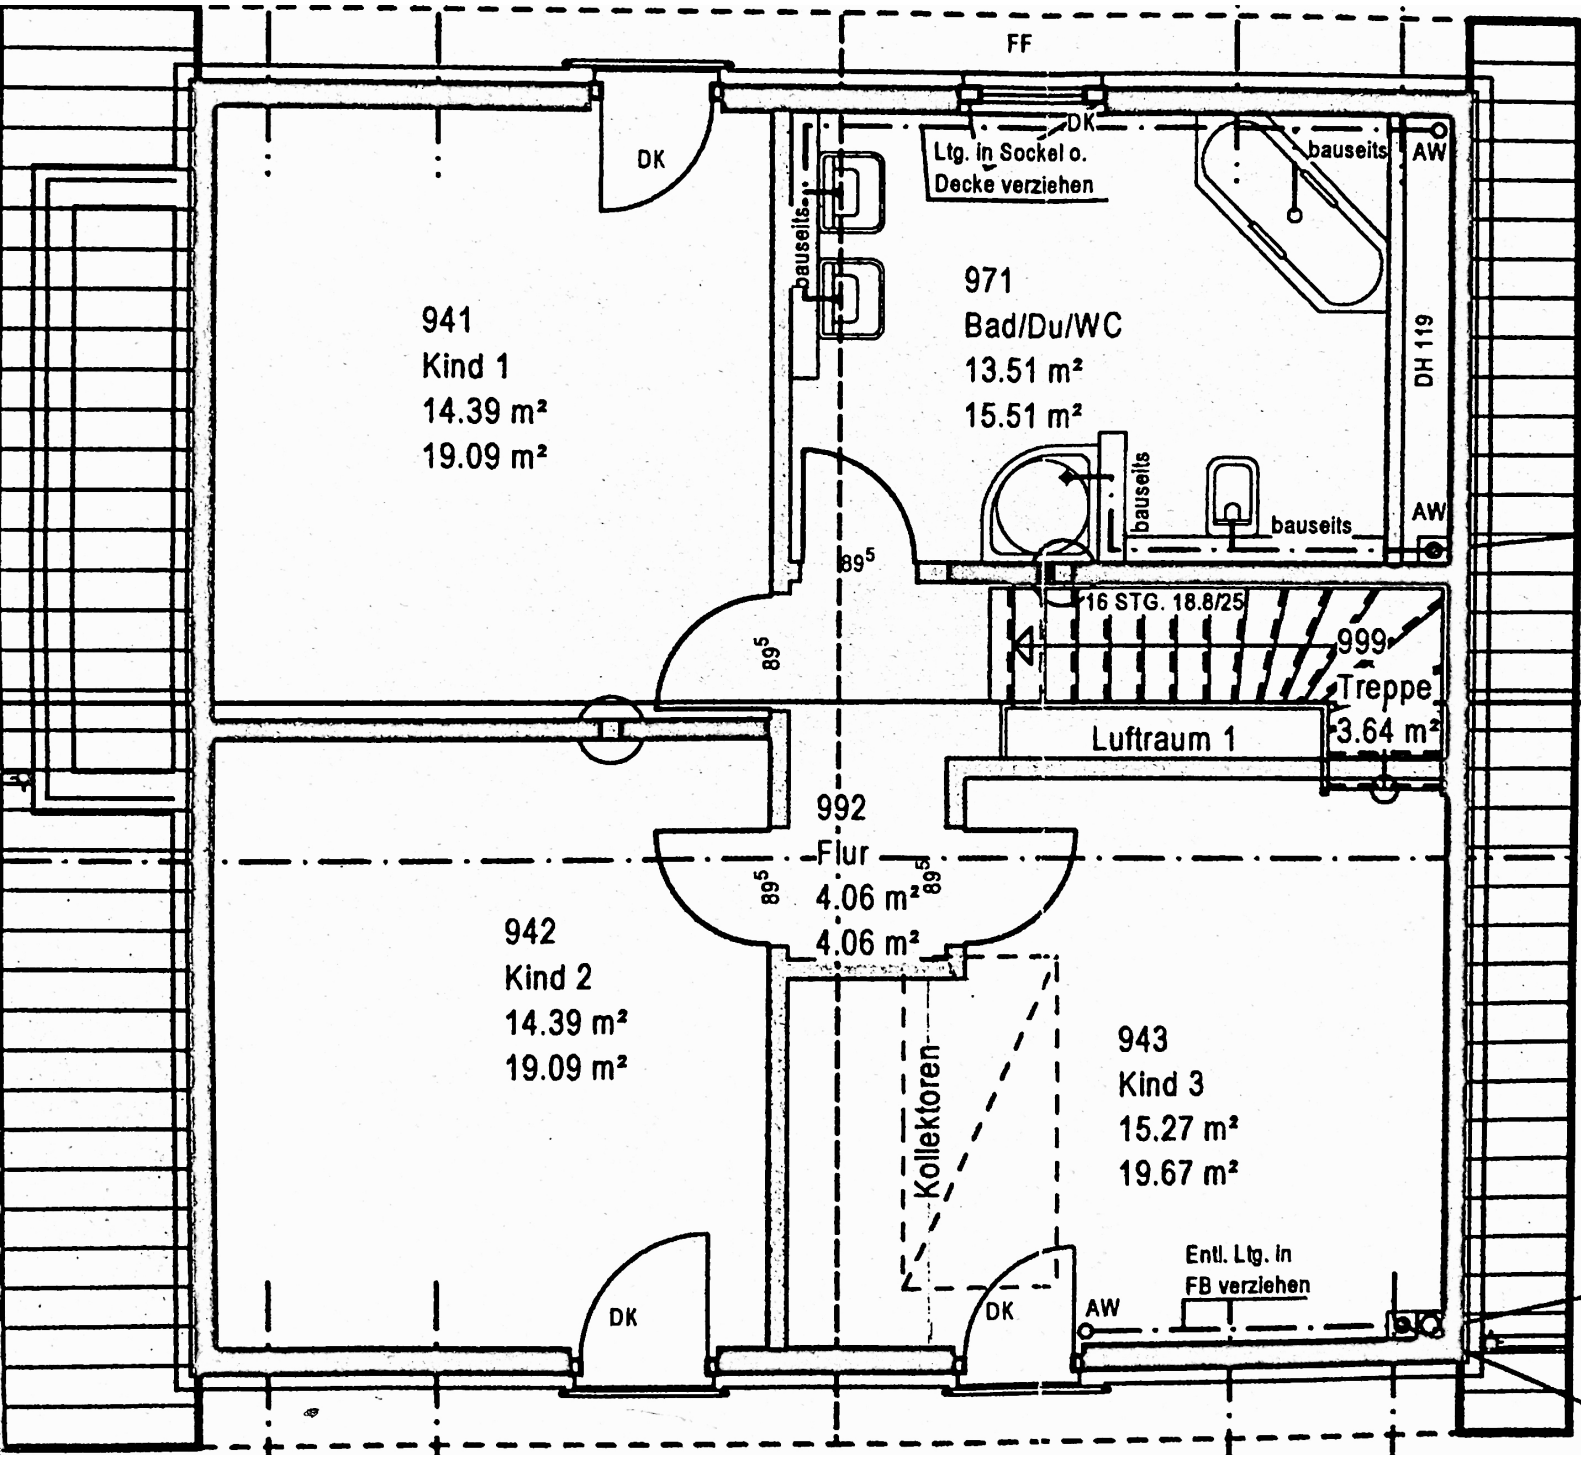 FF
DK
DK
Ltg. in Sockel o.
Decke verziehen
bauseits
AW
bauseits
941
Kind 1
14.39 m²
19.09 m²
971
Bad/Du/WC
13.51 m²
15.51 m²
DH 119
bauseits
bauseits
AW
89⁵
16 STG. 18.8/25
89⁵
999
Treppe
3.64 m²
Luftraum 1
992
Flur
4.06 m²
4.06 m²
89⁵
89⁵
942
Kind 2
14.39 m²
19.09 m²
Kollektoren
943
Kind 3
15.27 m²
19.67 m²
Entl. Ltg. in
FB verziehen
DK
DK
AW